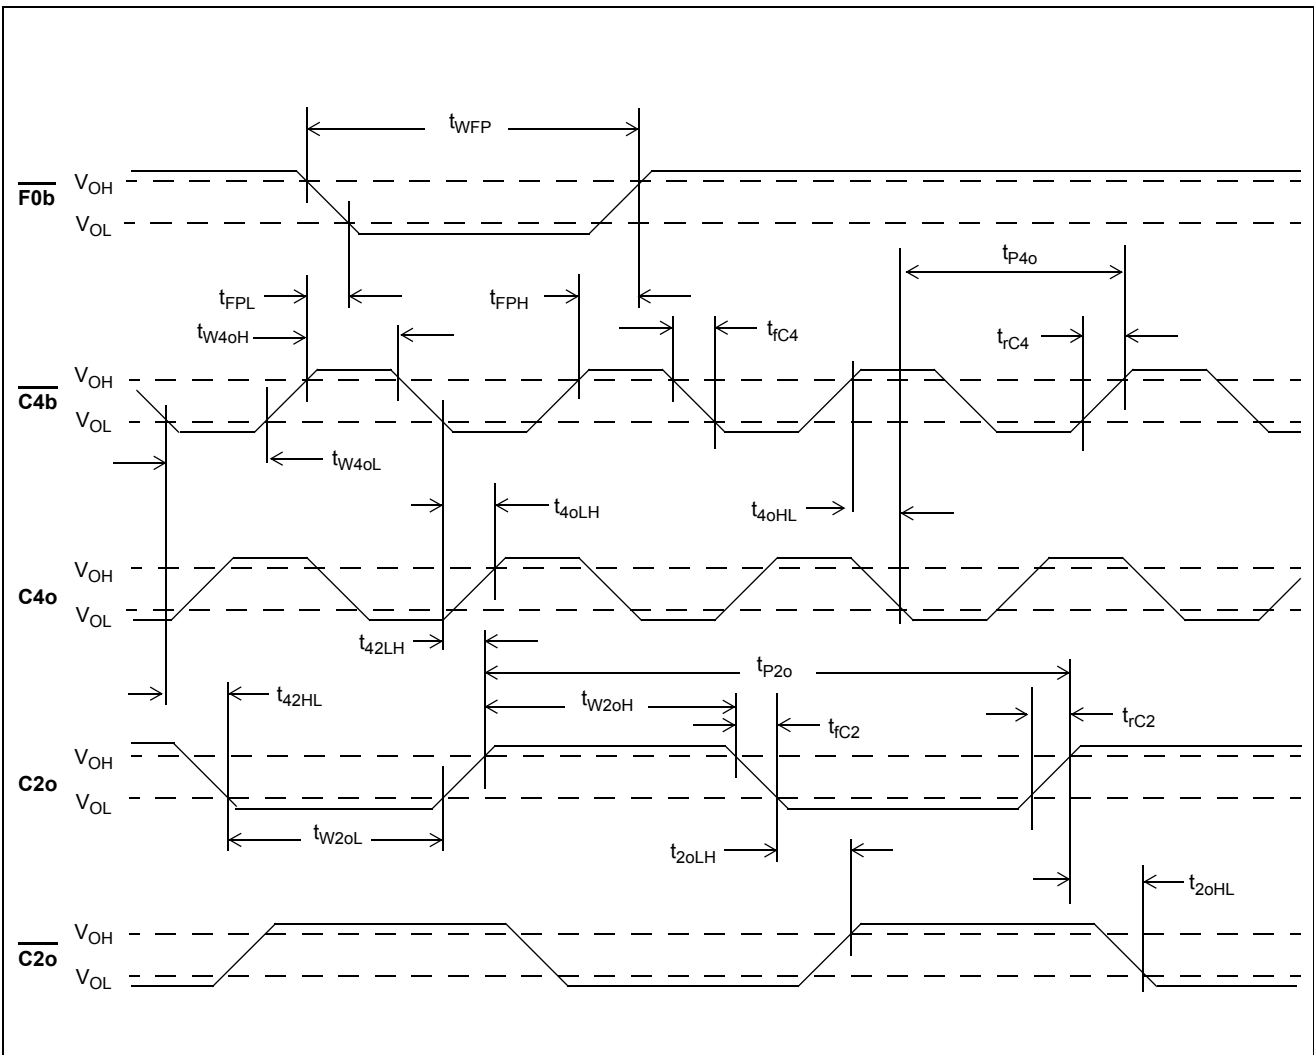 tWFP
VOH
F0b
VOL
tP4o
tFPL
tFPH
tW4oH
tfC4
trC4
VOH
C4b
VOL
tW4oL
t4oLH
t4oHL
VOH
C4o
VOL
t42LH
tP2o
t42HL
tW2oH
tfC2
trC2
VOH
C2o
VOL
tW2oL
t2oLH
t2oHL
VOH
C2o
VOL